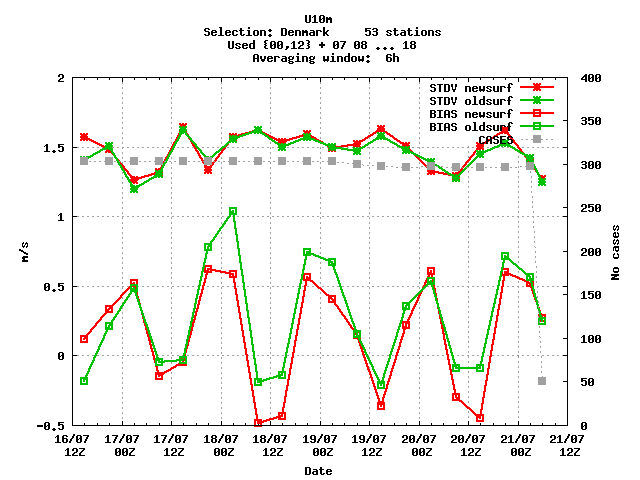 U10m
Selection: Denmark 53 stations
Used {00,12} + 07 08 ... 18
Averaging window: 6h
STDV newsurf
STDV oldsurf
BIAS newsurf
BIAS oldsurf
CASES
2
1.5
1
0.5
0
-0.5
m/s
400
350
300
250
200
150
100
50
0
No cases
16/07 17/07 17/07 18/07 18/07 19/07 19/07 20/07 20/07 21/07 21/07
12Z 00Z 12Z 00Z 12Z 00Z 12Z 00Z 12Z 00Z 12Z
Date